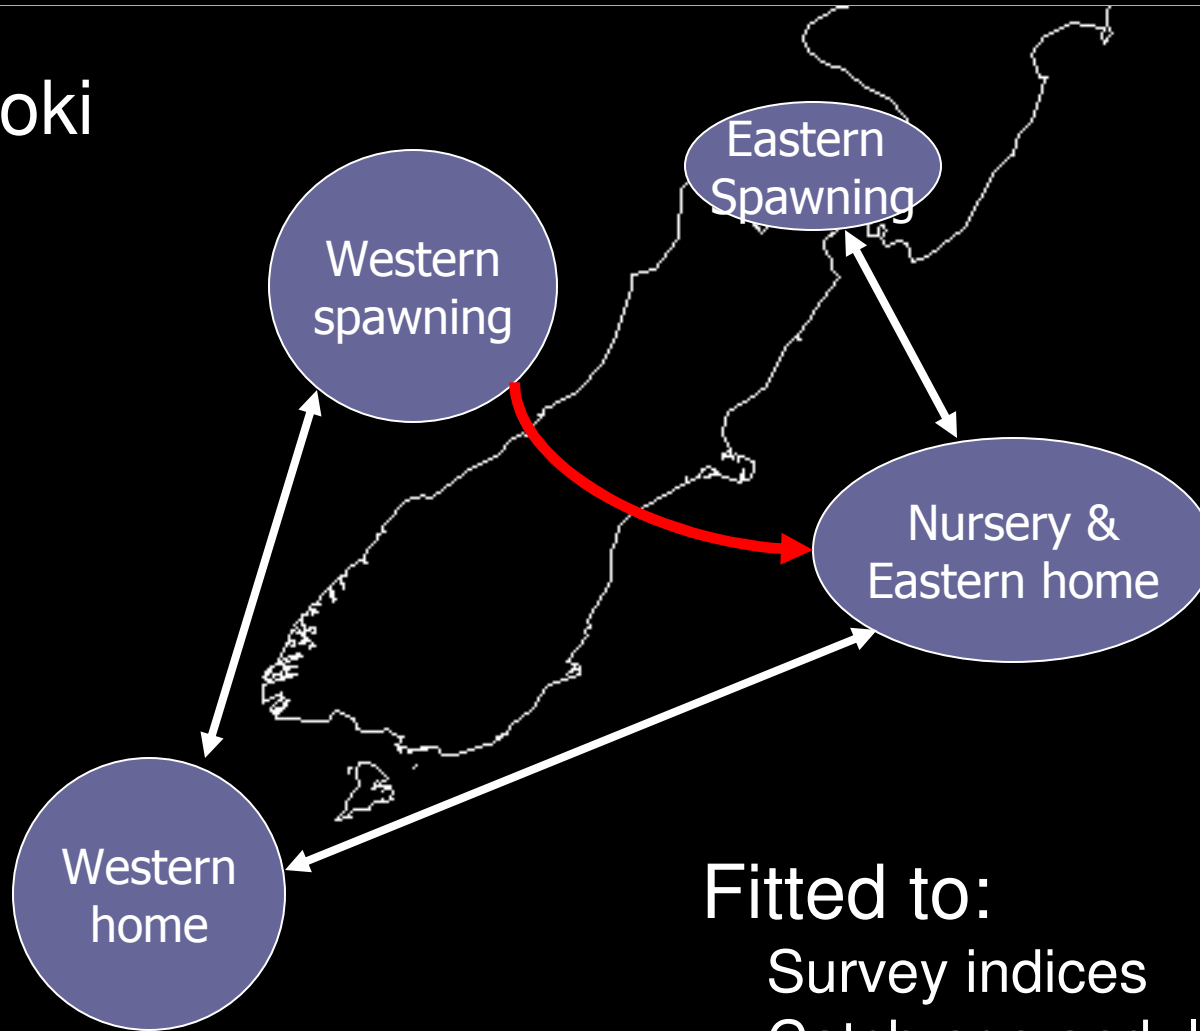 oki
Eastern
Spawning
Western
spawning
Nursery &
Eastern home
Western
home
Fitted to:
Survey indices